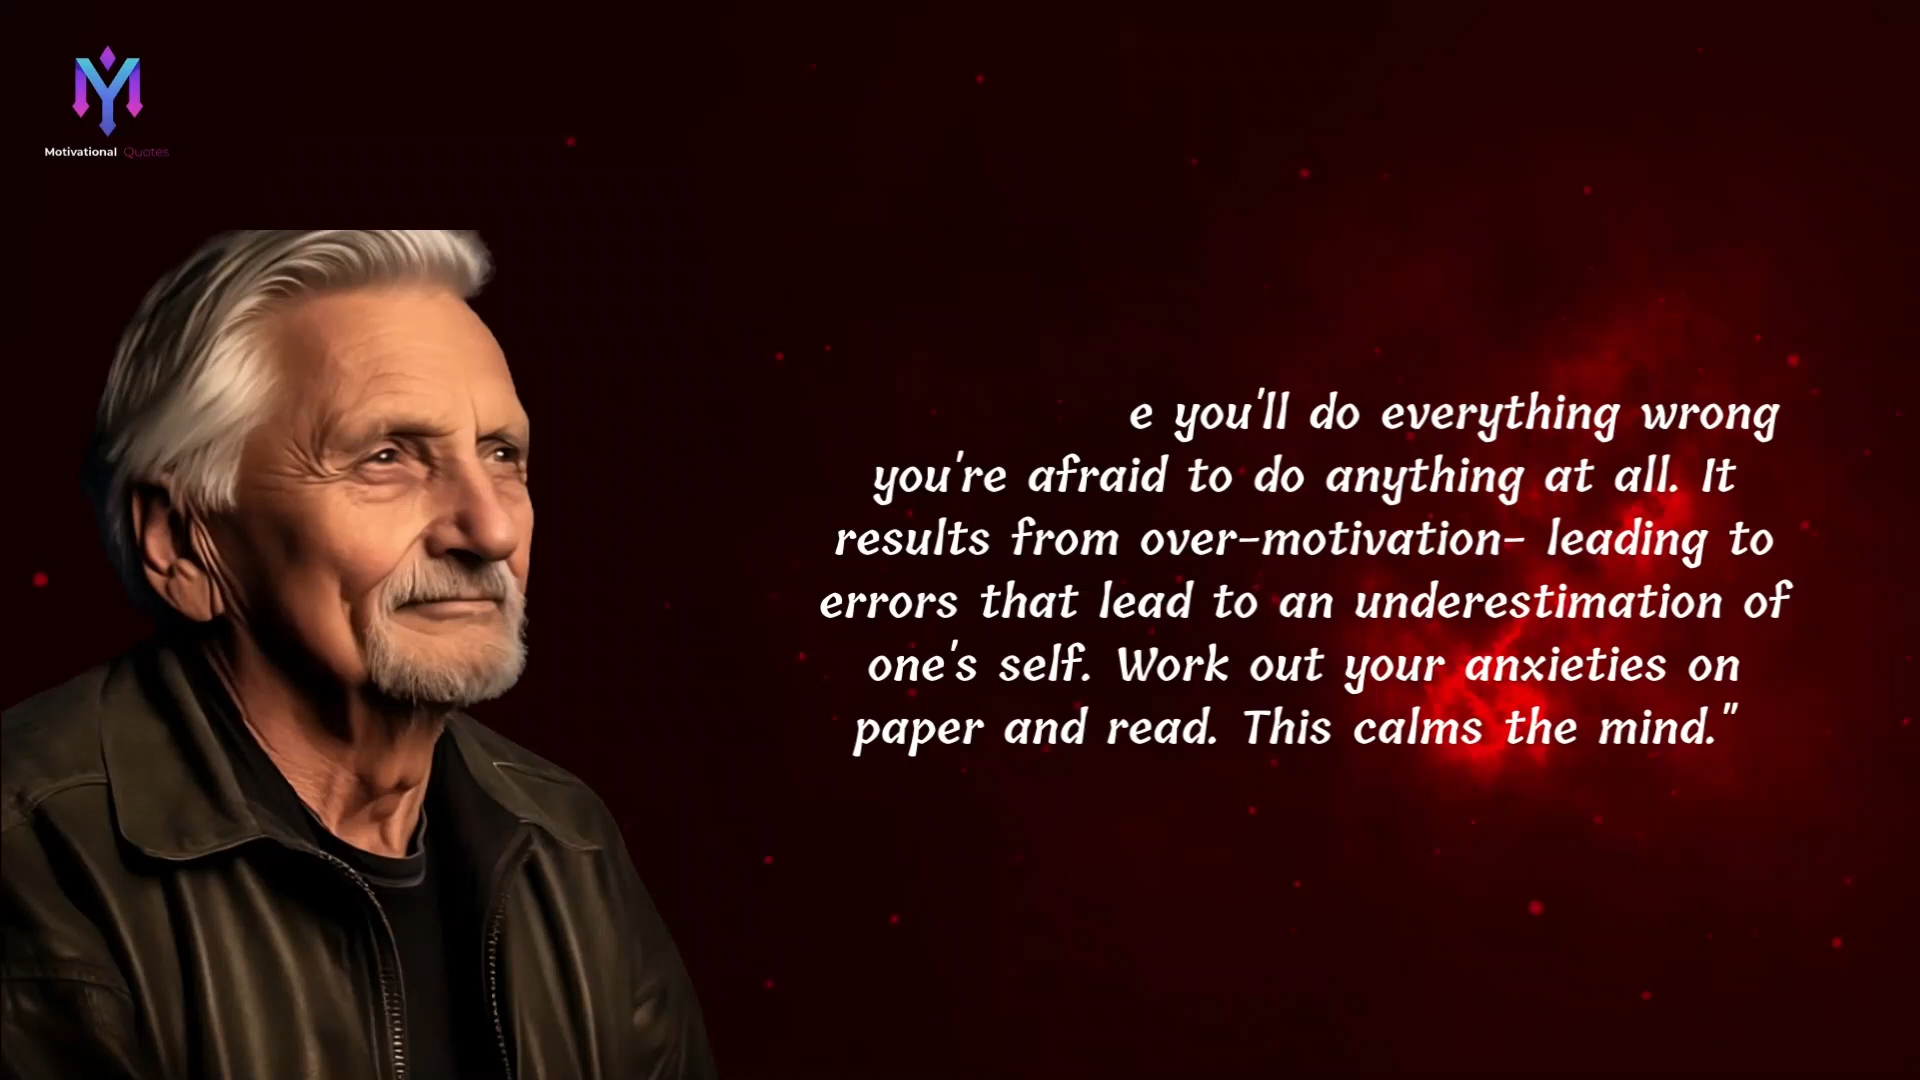 Motivational Quotes
e you'll do everything wrong
you're afraid to do anything at all. It
results from over-motivation- leading to
errors that lead to an underestimation of
one's self. Work out your anxieties on
paper and read. This calms the mind."